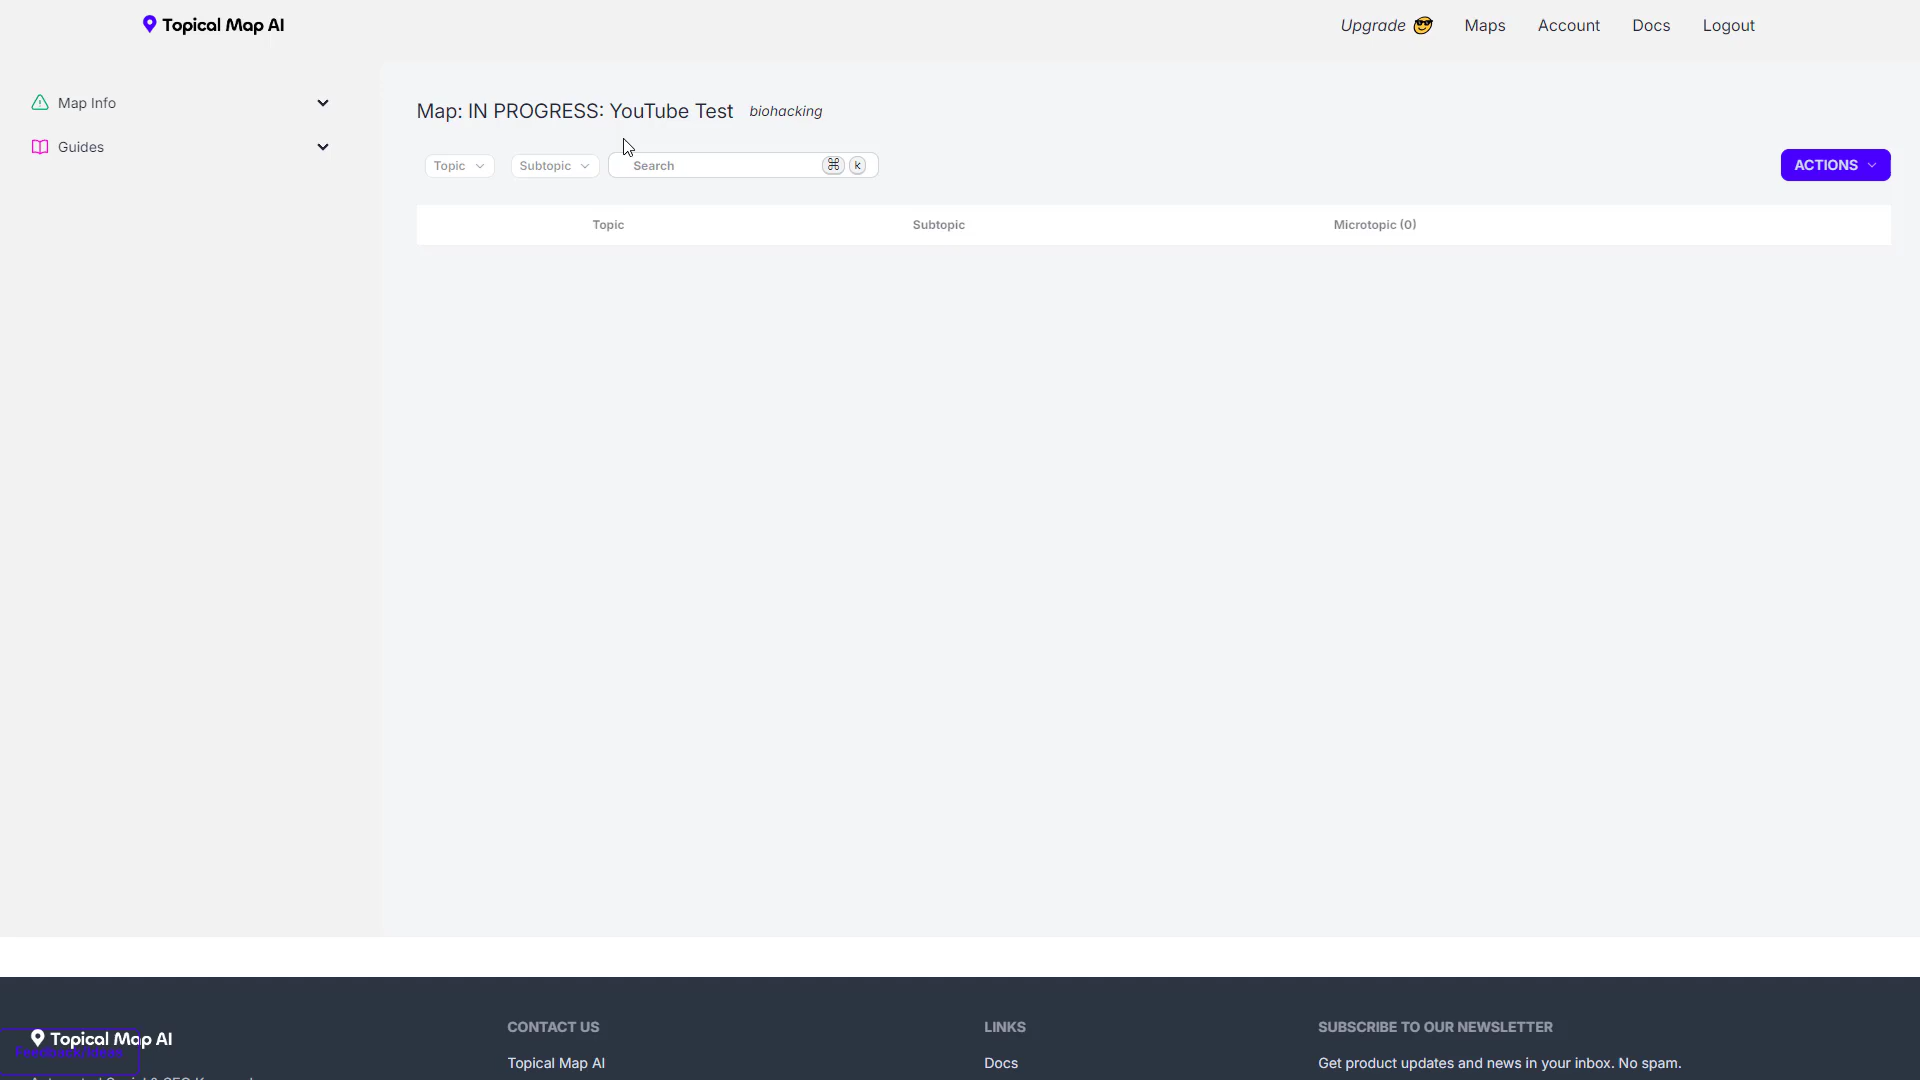 Topical Map AI
Upgrade 😎 Maps Account Docs Logout
Map Info
Guides
Map: IN PROGRESS: YouTube Test biohacking
Topic Subtopic Search ⌘ k
ACTIONS
Topic Subtopic Microtopic (0)
Topical Map AI
Feedback/Ideas
CONTACT US
Topical Map AI
LINKS
Docs
SUBSCRIBE TO OUR NEWSLETTER
Get product updates and news in your inbox. No spam.